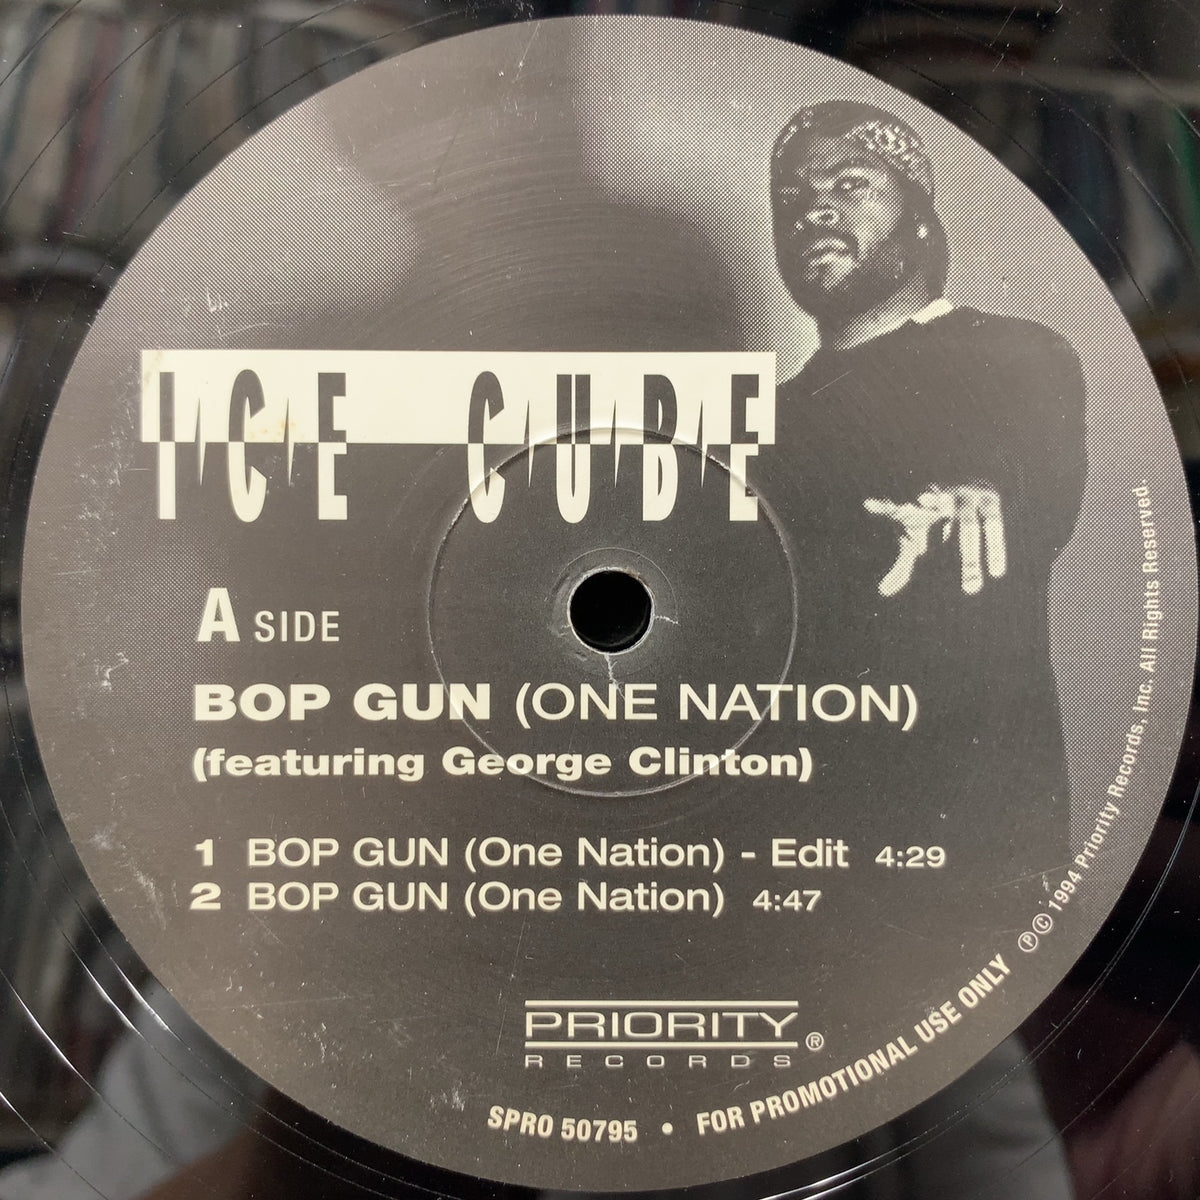 ICE CUBE
A SIDE
BOP GUN (ONE NATION)
(featuring George Clinton)
1 BOP GUN (One Nation) - Edit 4:29
2 BOP GUN (One Nation) 4:47
PRIORITY®
RECORDS
SPRO 50795 • FOR PROMOTIONAL USE ONLY ℗© 1994 Priority Records, Inc. All Rights Reserved.